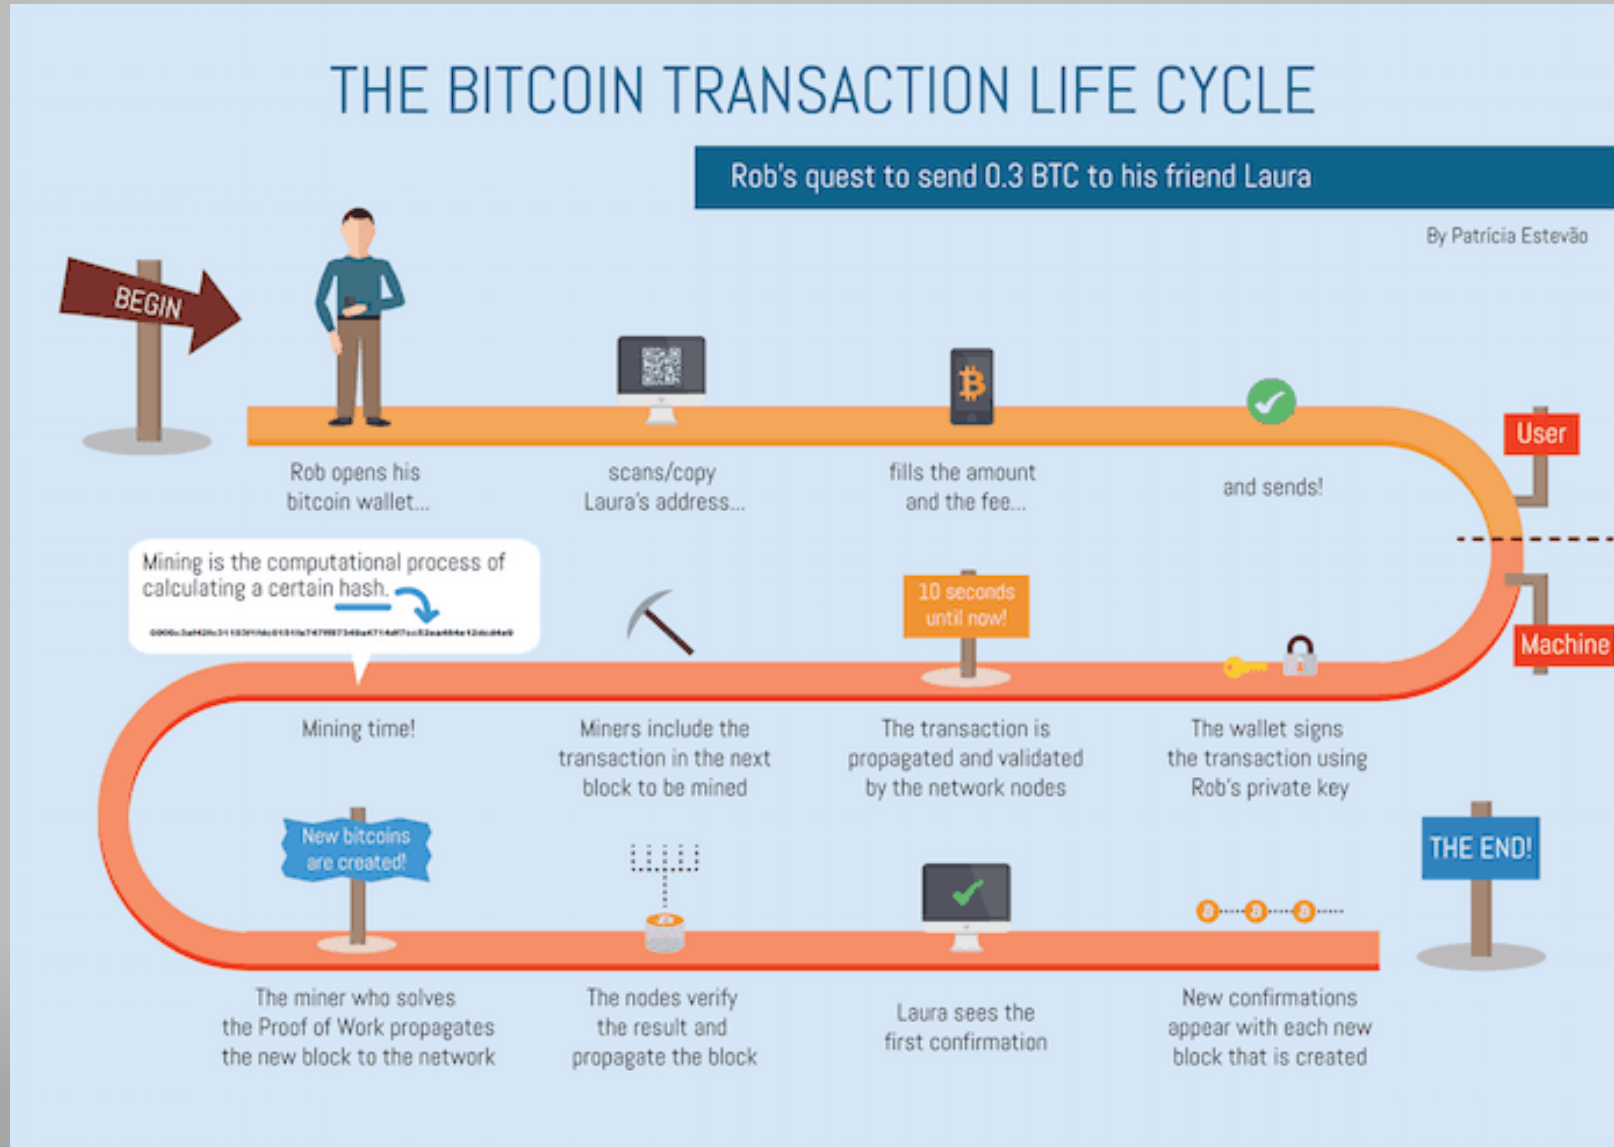 THE BITCOIN TRANSACTION LIFE CYCLE
Rob's quest to send 0.3 BTC to his friend Laura
By Patrícia Estevão
BEGIN
Rob opens his
bitcoin wallet...
scans/copy
Laura's address...
fills the amount
and the fee...
and sends!
User
Machine
The wallet signs
the transaction using
Rob's private key
10 seconds
until now!
The transaction is
propagated and validated
by the network nodes
Miners include the
transaction in the next
block to be mined
Mining is the computational process of
calculating a certain hash.
Mining time!
New bitcoins
are created!
The miner who solves
the Proof of Work propagates
the new block to the network
The nodes verify
the result and
propagate the block
Laura sees the
first confirmation
New confirmations
appear with each new
block that is created
THE END!